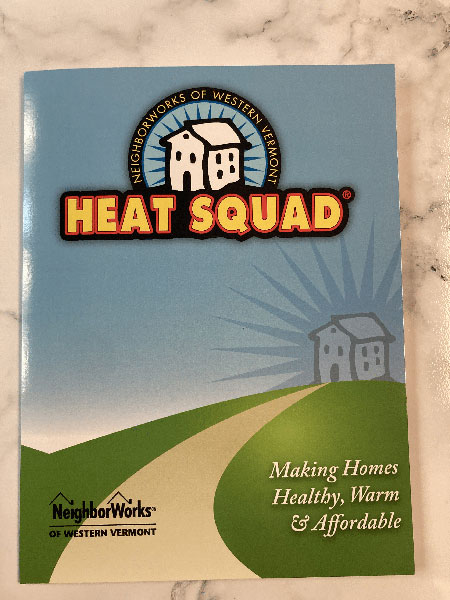 NEIGHBORWORKS OF WESTERN VERMONT
HEAT SQUAD®
Making Homes
Healthy, Warm
& Affordable
NeighborWorks®
OF WESTERN VERMONT